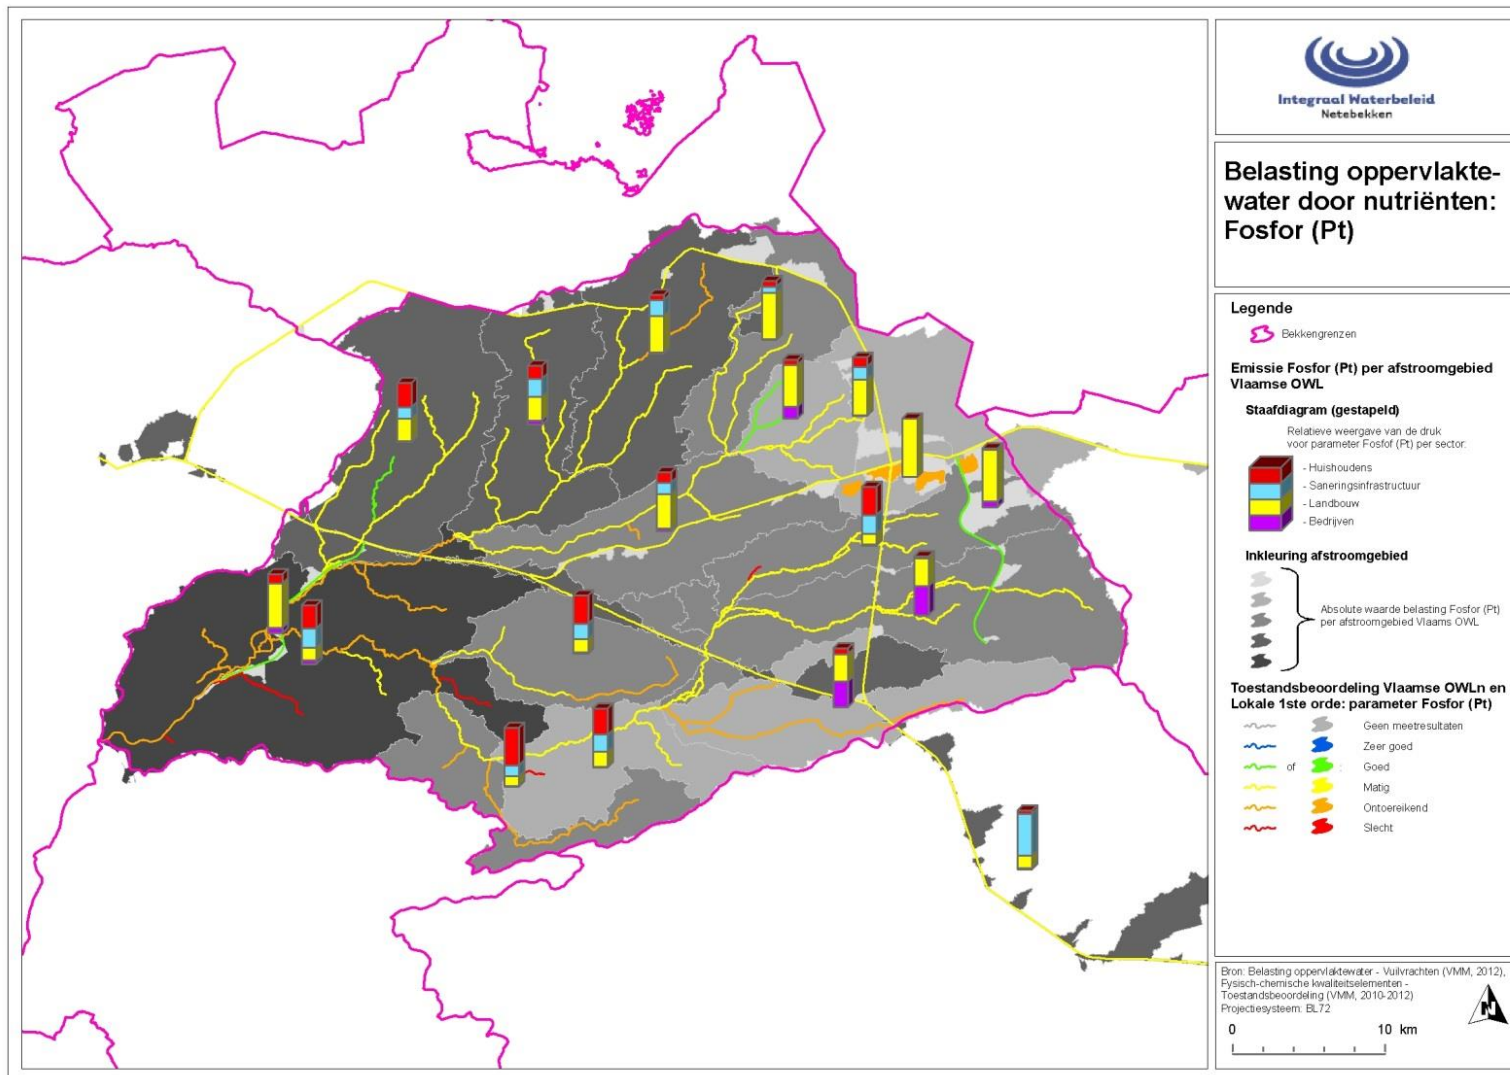 Integraal Waterbeleid
Netebekken
Belasting oppervlakte-
water door nutriënten:
Fosfor (Pt)
Legende
Bekkengrenzen
Emissie Fosfor (Pt) per afstroomgebied
Vlaamse OWL
Staafdiagram (gestapeld)
Relatieve weergave van de druk
voor parameter Fosfof (Pt) per sector:
- Huishoudens
- Saneringsinfrastructuur
- Landbouw
- Bedrijven
Inkleuring afstroomgebied
Absolute waarde belasting Fosfor (Pt)
per afstroomgebied Vlaams OWL
Toestandsbeoordeling Vlaamse OWLn en
Lokale 1ste orde: parameter Fosfor (Pt)
Geen meetresultaten
Zeer goed
of : Goed
Matig
Ontoereikend
Slecht
Bron: Belasting oppervlaktewater - Vuilvrachten (VMM, 2012),
Fysisch-chemische kwaliteitselementen -
Toestandsbeoordeling (VMM, 2010-2012)
Projectiesysteem: BL72
N
0 10 km